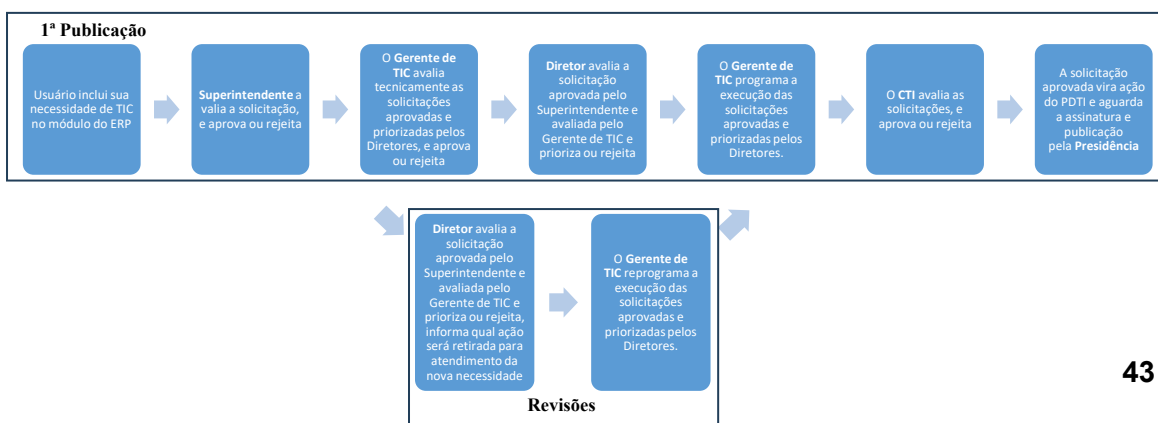 1ª Publicação
Usuário inclui sua
necessidade de TIC
no módulo do ERP
Superintendente a
valia a solicitação,
e aprova ou rejeita
O Gerente de
TIC avalia
tecnicamente as
solicitações
aprovadas e
priorizadas pelos
Diretores, e aprova
ou rejeita
Diretor avalia a
solicitação
aprovada pelo
Superintendente e
avaliada pelo
Gerente de TIC e
prioriza ou rejeita
O Gerente de
TIC programa a
execução das
solicitações
aprovadas e
priorizadas pelos
Diretores.
O CTI avalia as
solicitações, e
aprova ou rejeita
A solicitação
aprovada vira ação
do PDTI e aguarda
a assinatura e
publicação
pela Presidência
Diretor avalia a
solicitação
aprovada pelo
Superintendente e
avaliada pelo
Gerente de TIC e
prioriza ou rejeita,
informa qual ação
será retirada para
atendimento da
nova necessidade
O Gerente de
TIC reprograma a
execução das
solicitações
aprovadas e
priorizadas pelos
Diretores.
Revisões
43